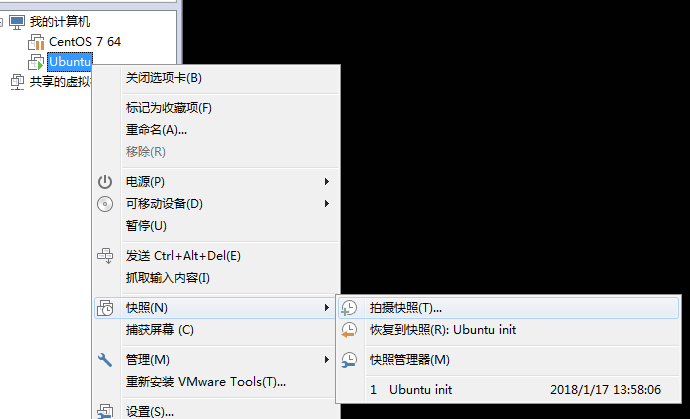 我的计算机
CentOS 7 64
Ubuntu
共享的虚拟
关闭选项卡(B)
标记为收藏项(F)
重命名(A)...
移除(R)
电源(P)
可移动设备(D)
暂停(U)
发送 Ctrl+Alt+Del(E)
抓取输入内容(I)
快照(N)
捕获屏幕 (C)
管理(M)
重新安装 VMware Tools(T)...
设置(S)...
拍摄快照(T)...
恢复到快照(R): Ubuntu init
快照管理器(M)
1 Ubuntu init 2018/1/17 13:58:06